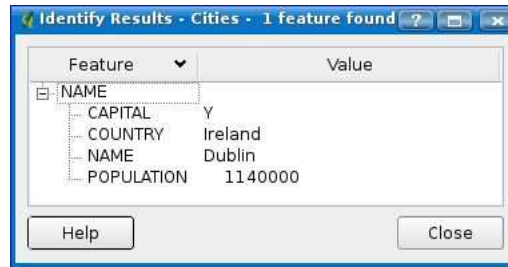 Identify Results - Cities - 1 feature found ?
Feature Value
NAME
CAPITAL Y
COUNTRY Ireland
NAME Dublin
POPULATION 1140000
Help Close